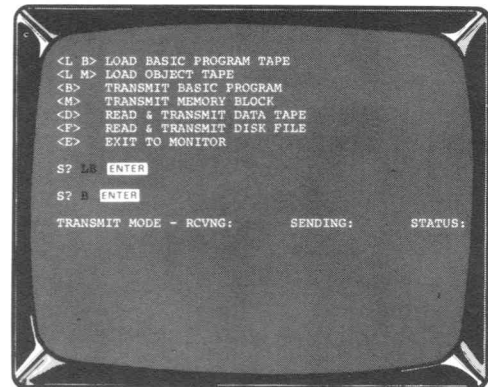 <L B> LOAD BASIC PROGRAM TAPE
<L M> LOAD OBJECT TAPE
<B> TRANSMIT BASIC PROGRAM
<M> TRANSMIT MEMORY BLOCK
<D> READ & TRANSMIT DATA TAPE
<F> READ & TRANSMIT DISK FILE
<E> EXIT TO MONITOR
S? LB ENTER
S? B ENTER
TRANSMIT MODE - RCVNG: SENDING: STATUS: